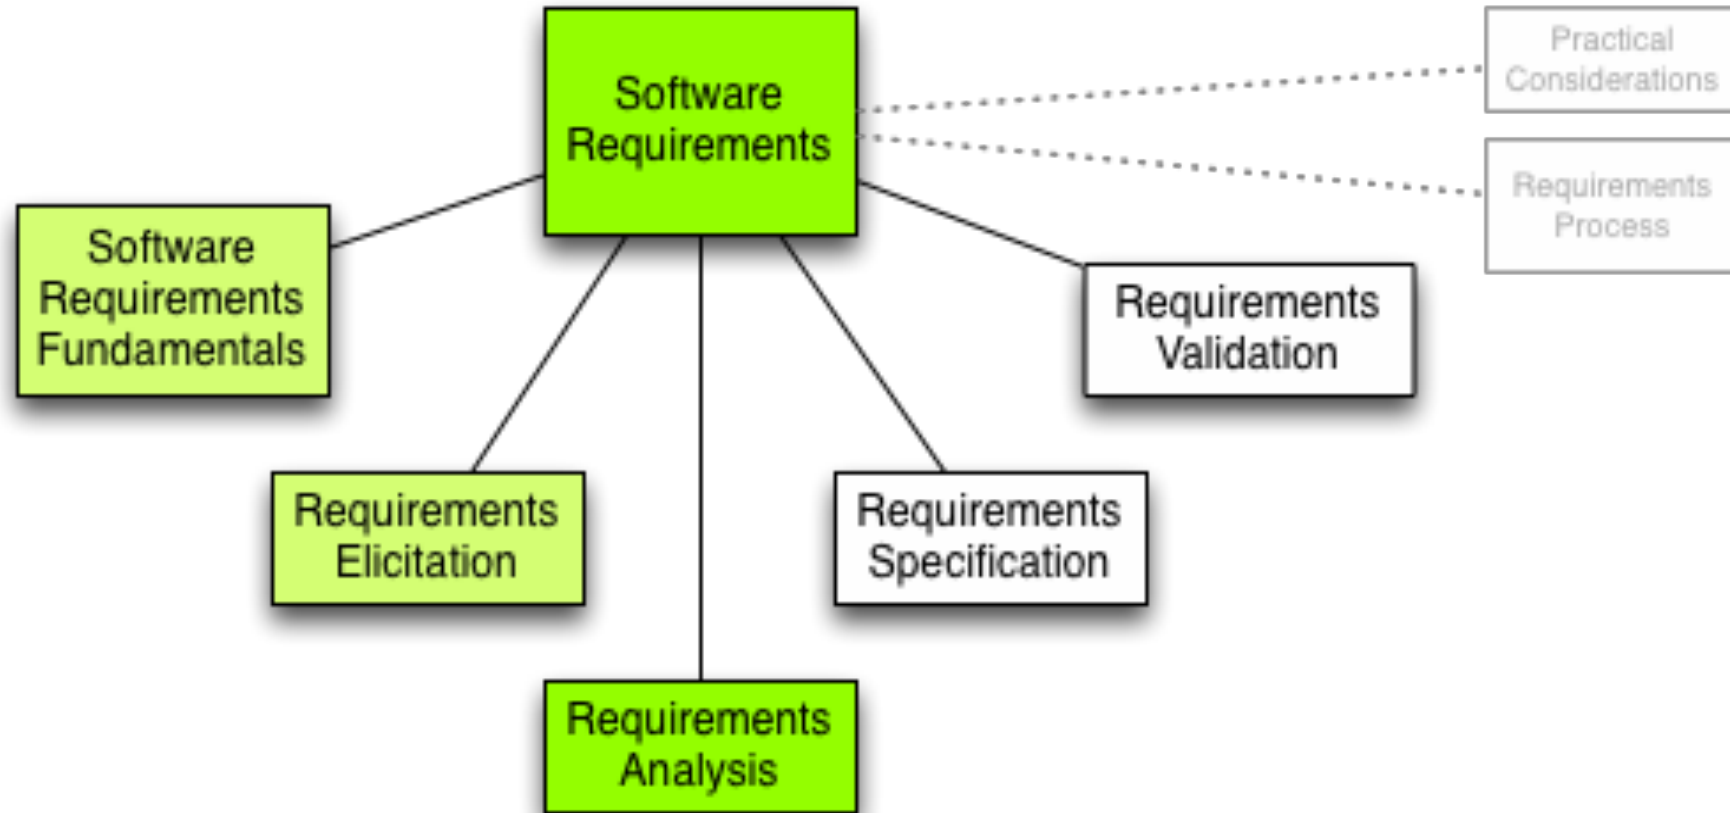 Software
Requirements
Practical
Considerations
Requirements
Process
Software
Requirements
Fundamentals
Requirements
Validation
Requirements
Elicitation
Requirements
Specification
Requirements
Analysis